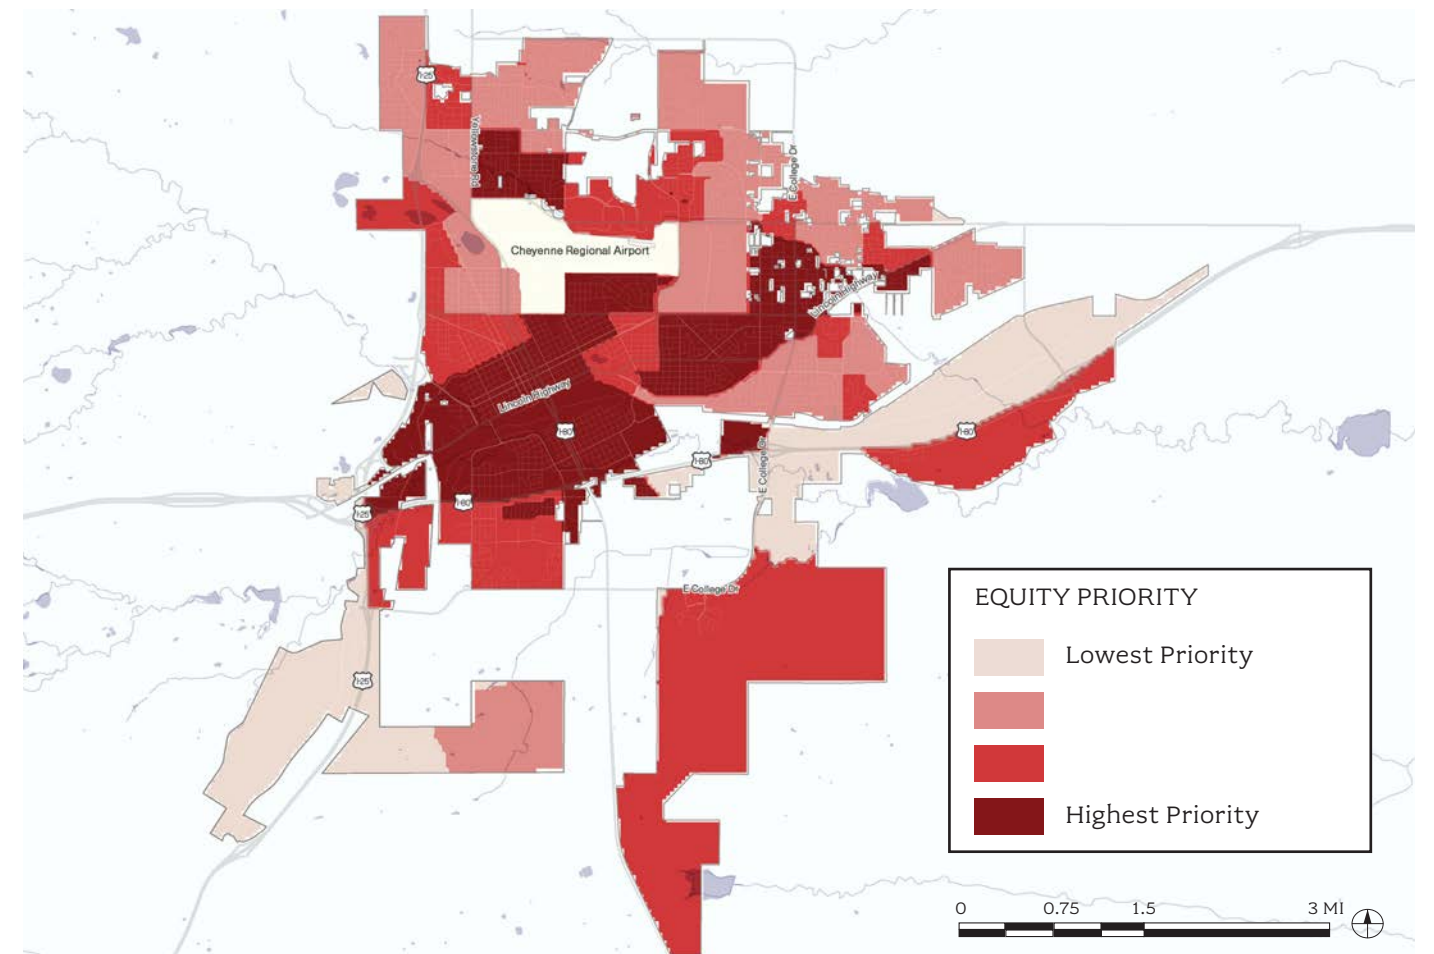 I-25
Yellowstone Rd
E College Dr
Cheyenne Regional Airport
Lincoln Highway
Lincoln Highway
I-80
I-80
I-80
E College Dr
I-80
I-25
E College Dr
I-25
EQUITY PRIORITY
Lowest Priority
Highest Priority
0 0.75 1.5 3 MI